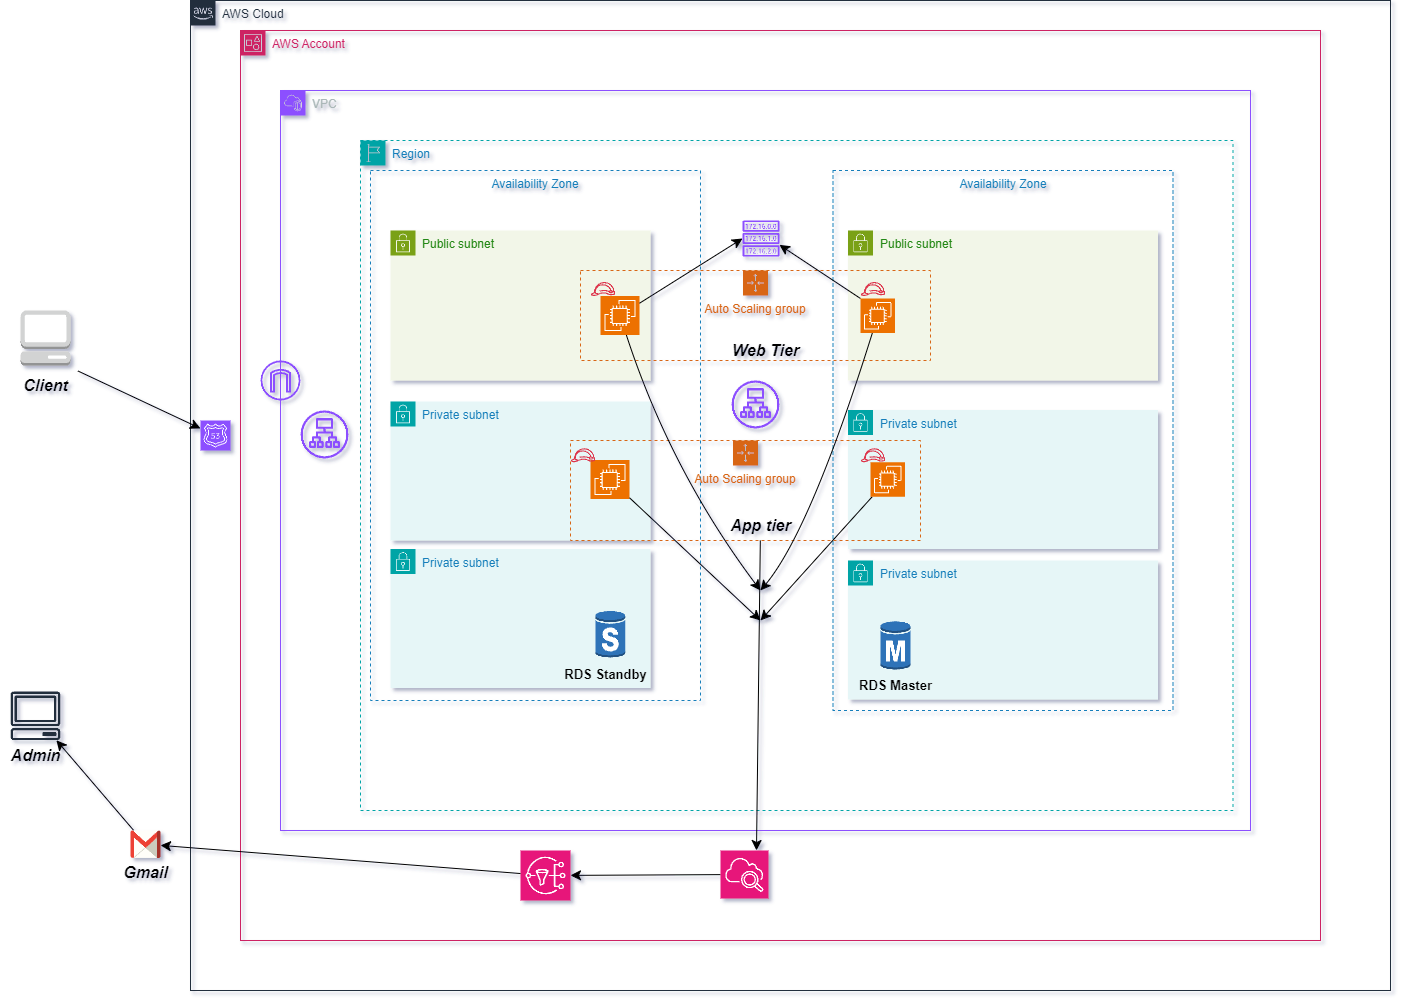 aws
AWS Cloud
AWS Account
VPC
Region
Availability Zone
Availability Zone
Public subnet
172.16.0.0
172.16.1.0
172.16.2.0
Public subnet
Auto Scaling group
Web Tier
Client
53
Private subnet
Private subnet
Auto Scaling group
App tier
Private subnet
Private subnet
S
M
RDS Standby
RDS Master
Admin
Gmail